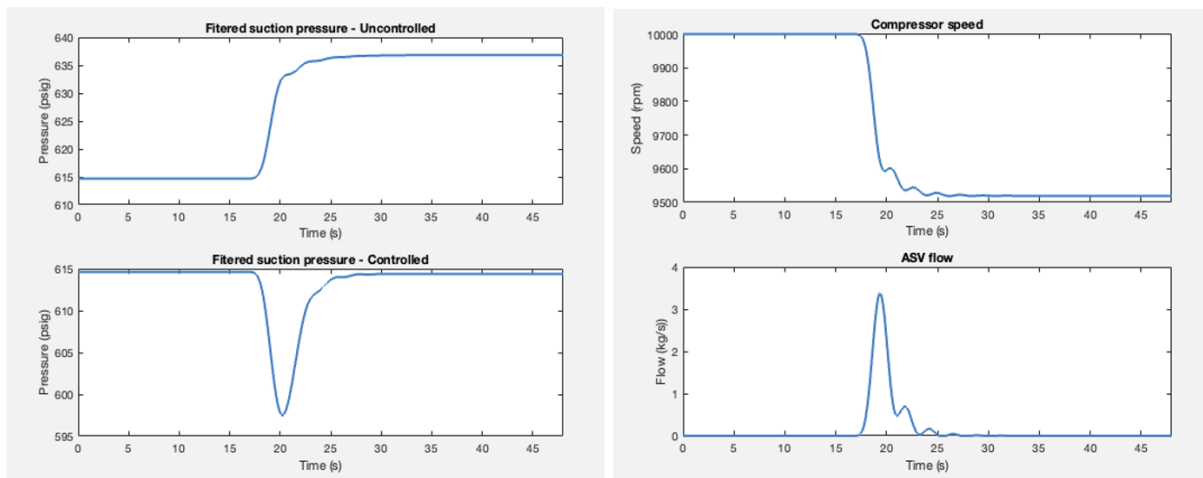 Fitered suction pressure - Uncontrolled
640
635
630
625
620
615
610
Pressure (psig)
0 5 10 15 20 25 30 35 40 45
Time (s)
Fitered suction pressure - Controlled
615
610
605
600
595
Pressure (psig)
0 5 10 15 20 25 30 35 40 45
Time (s)
Compressor speed
10000
9900
9800
9700
9600
9500
Speed (rpm)
0 5 10 15 20 25 30 35 40 45
Time (s)
ASV flow
4
3
2
1
0
Flow (kg/s))
0 5 10 15 20 25 30 35 40 45
Time (s)